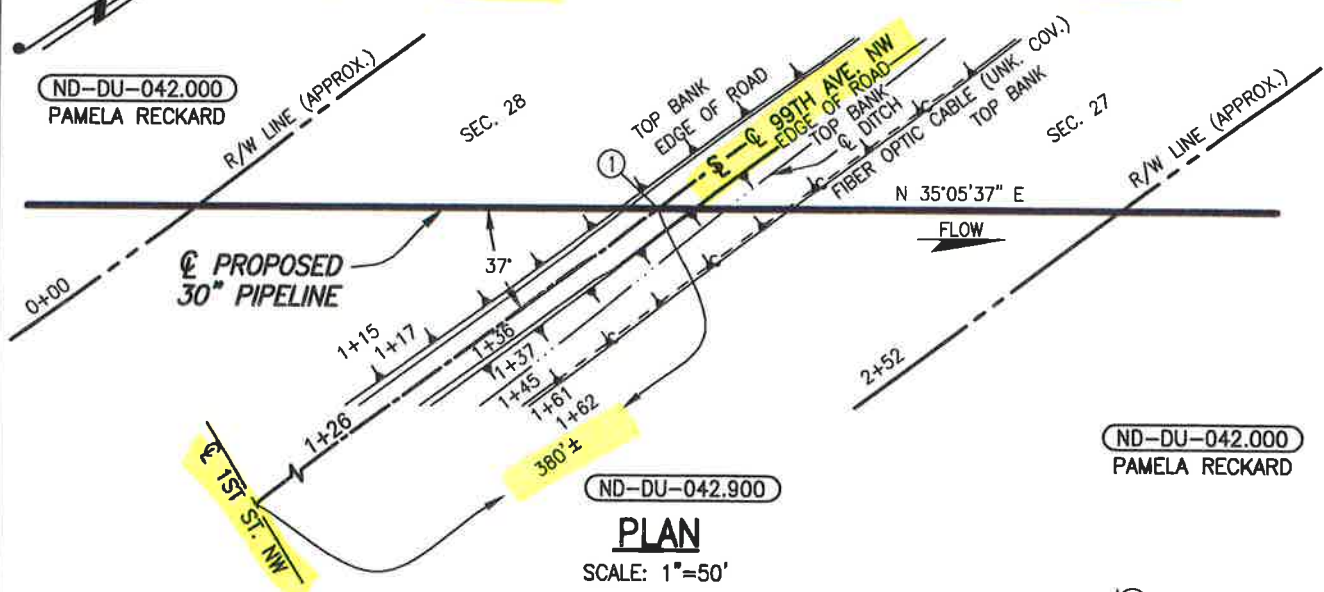 ND-DU-042.000
PAMELA RECKARD
R/W LINE (APPROX.)
SEC. 28
TOP BANK
EDGE OF ROAD
℄ 99TH AVE. NW
EDGE OF ROAD
TOP BANK
℄ DITCH
FIBER OPTIC CABLE (UNK. COV.)
TOP BANK
SEC. 27
R/W LINE (APPROX.)
1
N 35°05'37" E
FLOW
℄ PROPOSED
30" PIPELINE
37°
0+00
1+15
1+17
1+26
1+36
1+37
1+45
1+61
1+62
2+52
C
C
C
C
℄ 1ST ST. NW
380'±
ND-DU-042.900
PLAN
SCALE: 1"=50'
ND-DU-042.000
PAMELA RECKARD